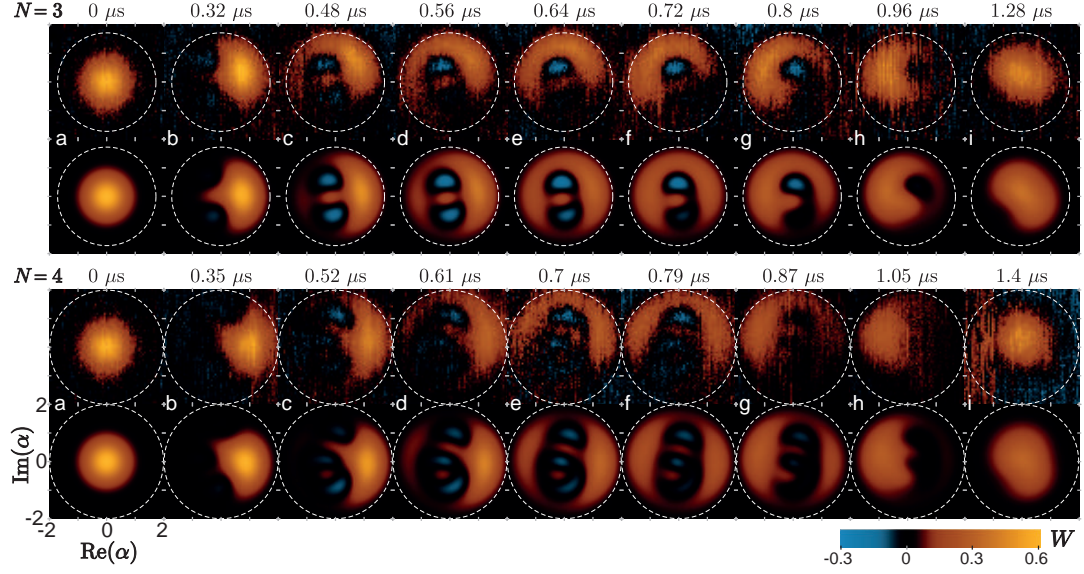 N = 3 0 μs 0.32 μs 0.48 μs 0.56 μs 0.64 μs 0.72 μs 0.8 μs 0.96 μs 1.28 μs
a b c d e f g h i
N = 4 0 μs 0.35 μs 0.52 μs 0.61 μs 0.7 μs 0.79 μs 0.87 μs 1.05 μs 1.4 μs
2 a b c d e f g h i
Im(α) 0
-2
-2 0 2
Re(α)
W
-0.3 0 0.3 0.6